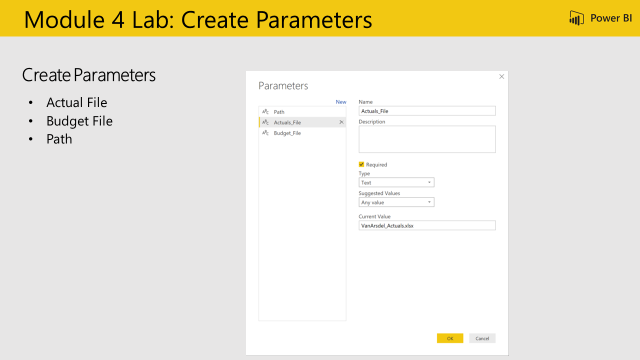 Module 4 Lab: Create Parameters
Power BI
Create Parameters
• Actual File
• Budget File
• Path
Parameters
New
Path
Actuals_File
Budget_File
Name
Actuals_File
Description
Required
Type
Text
Suggested Values
Any value
Current Value
VanArsdel_Actuals.xlsx
OK
Cancel